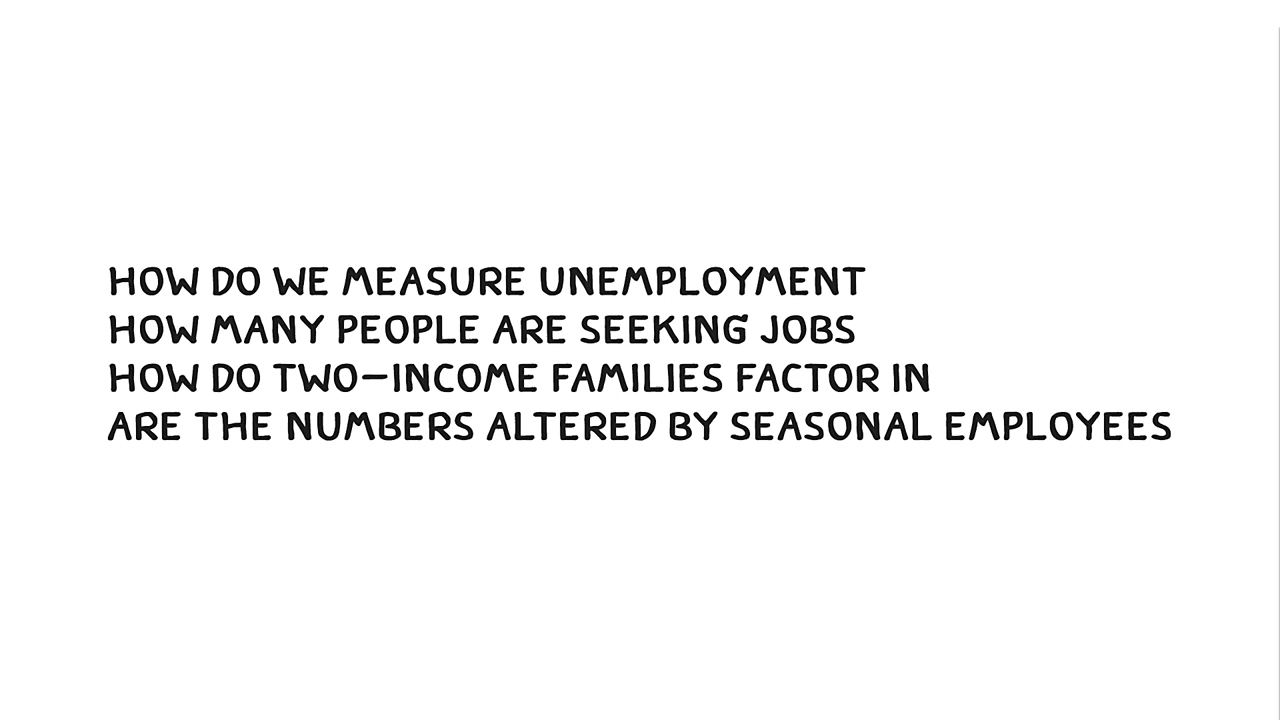 HOW DO WE MEASURE UNEMPLOYMENT
HOW MANY PEOPLE ARE SEEKING JOBS
HOW DO TWO-INCOME FAMILIES FACTOR IN
ARE THE NUMBERS ALTERED BY SEASONAL EMPLOYEES